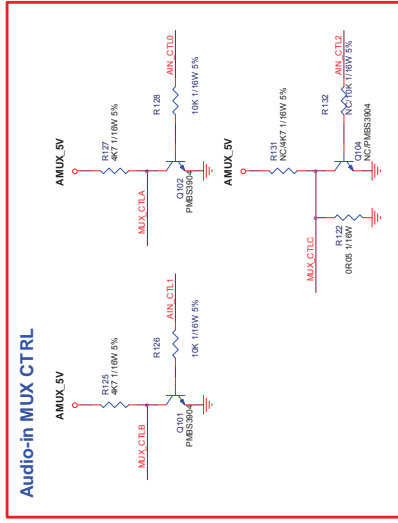 Audio-in MUX CTRL
AMUX_5V
R125
4K7 1/16W 5%
MUX_CTLB
AIN_CTL1
R126
10K 1/16W 5%
Q101
PMBS3904
AMUX_5V
R127
4K7 1/16W 5%
MUX_CTLA
AIN_CTL0
R128
10K 1/16W 5%
Q102
PMBS3904
AMUX_5V
R131
NC/4K7 1/16W 5%
MUX_CTLC
AIN_CTL2
R132
NC/10K 1/16W 5%
Q104
NC/PMBS3904
R122
0R05 1/16W